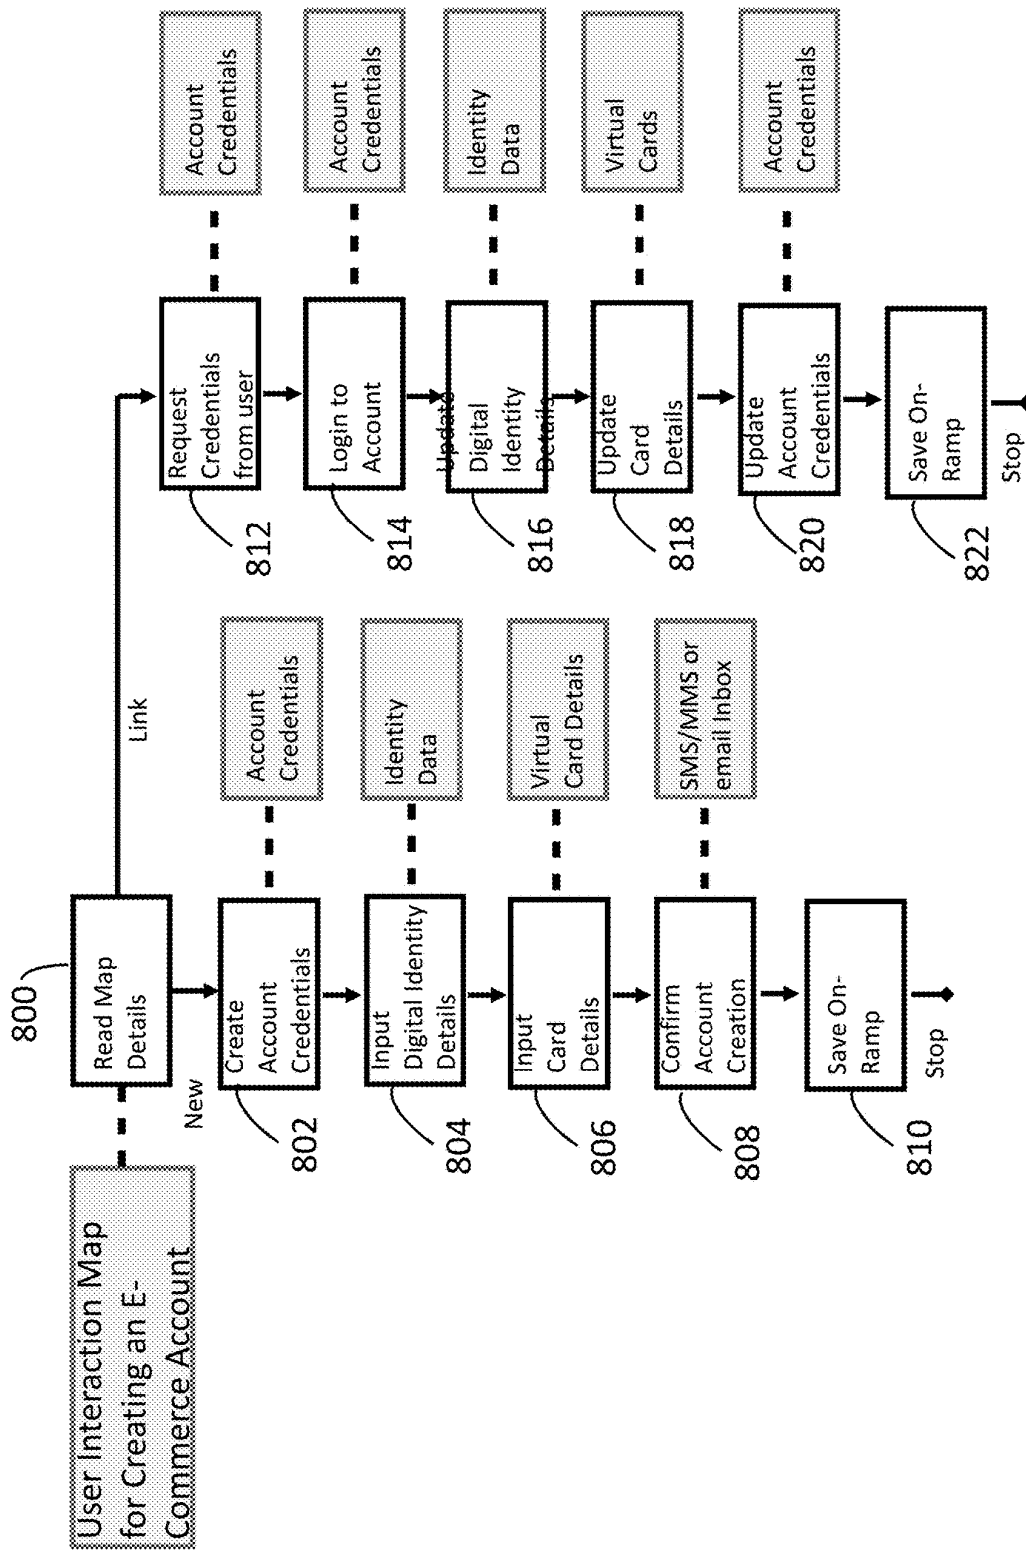 User Interaction Map
for Creating an E-
Commerce Account
800
Read Map
Details
Link
New
802
Create
Account
Credentials
Account
Credentials
804
Input
Digital Identity
Details
Identity
Data
806
Input
Card
Details
Virtual
Card Details
808
Confirm
Account
Creation
SMS/MMS or
email Inbox
810
Save On-
Ramp
Stop
812
Request
Credentials
from user
Account
Credentials
814
Login to
Account
Account
Credentials
816
Update
Digital
Identity
Details
Identity
Data
818
Update
Card
Details
Virtual
Cards
820
Update
Account
Credentials
Account
Credentials
822
Save On-
Ramp
Stop